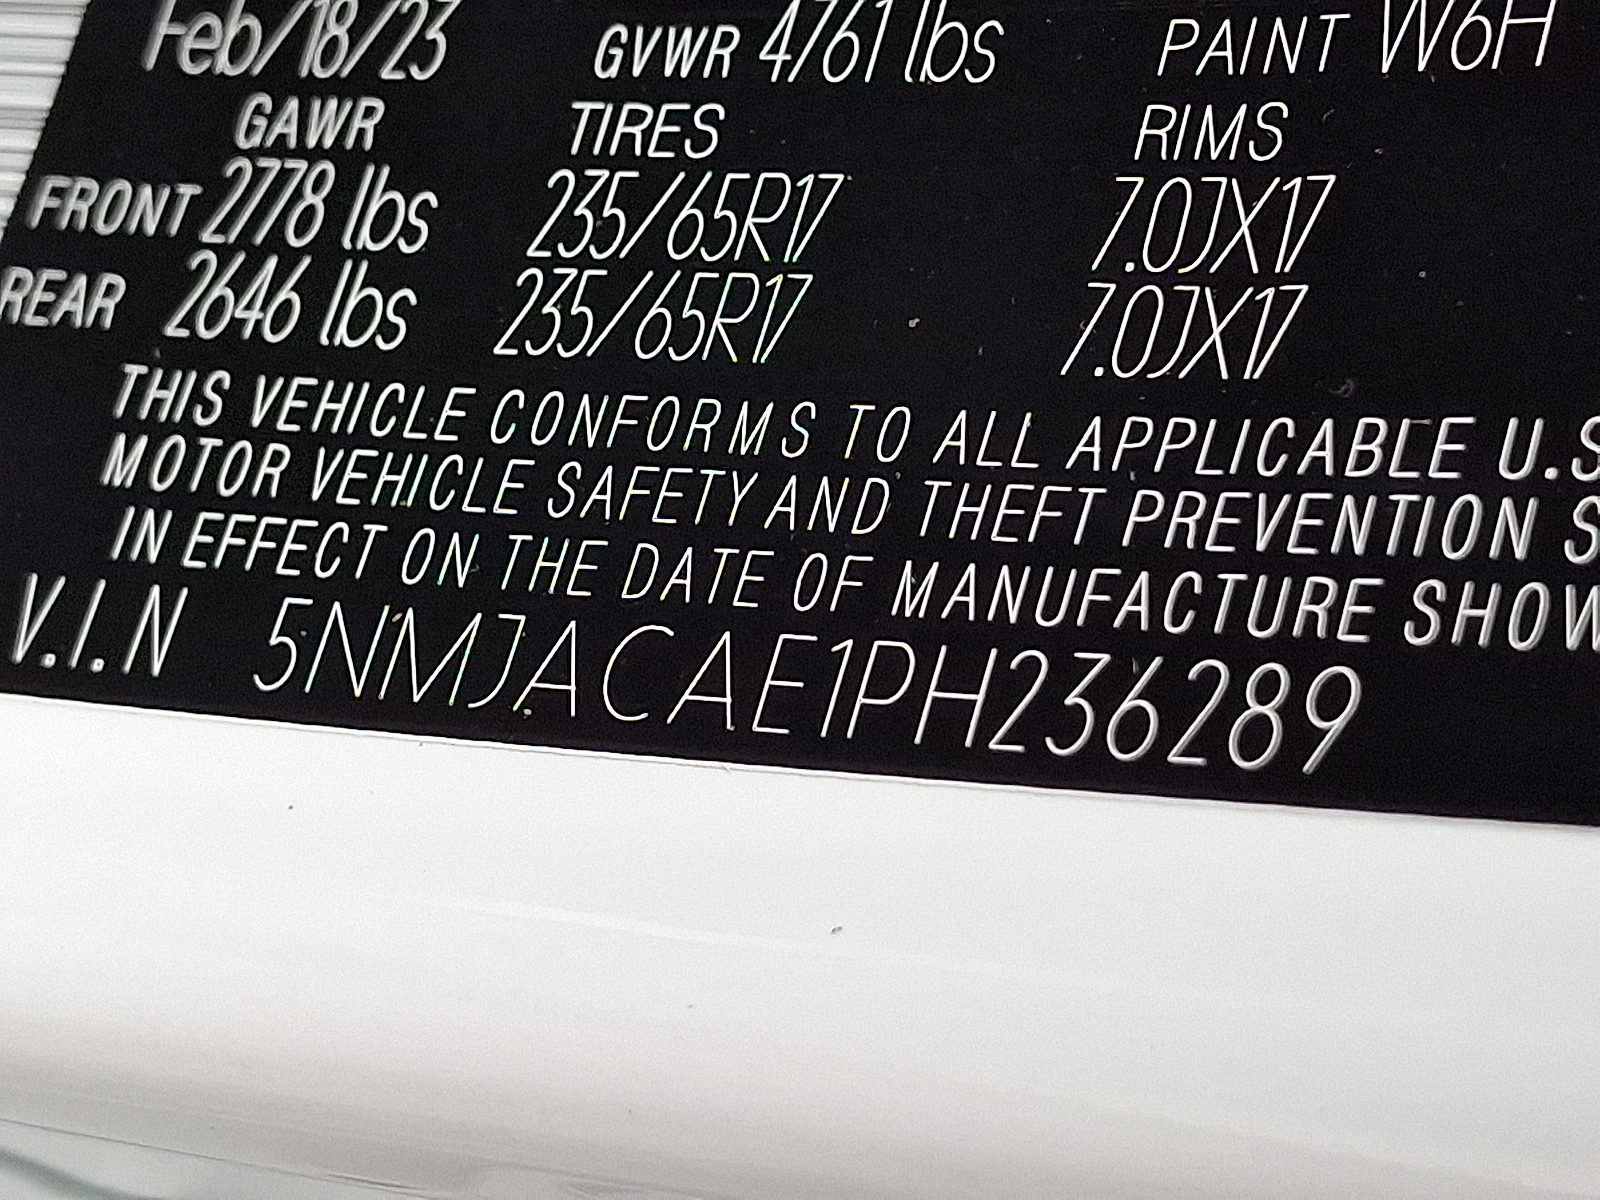 Feb/18/23 GVWR 4761 lbs PAINT W6H
GAWR TIRES RIMS
FRONT 2778 lbs 235/65R17 7.0JX17
REAR 2646 lbs 235/65R17 7.0JX17
THIS VEHICLE CONFORMS TO ALL APPLICABLE U.S
MOTOR VEHICLE SAFETY AND THEFT PREVENTION S
IN EFFECT ON THE DATE OF MANUFACTURE SHOW
V.I.N 5NMJACAE1PH236289